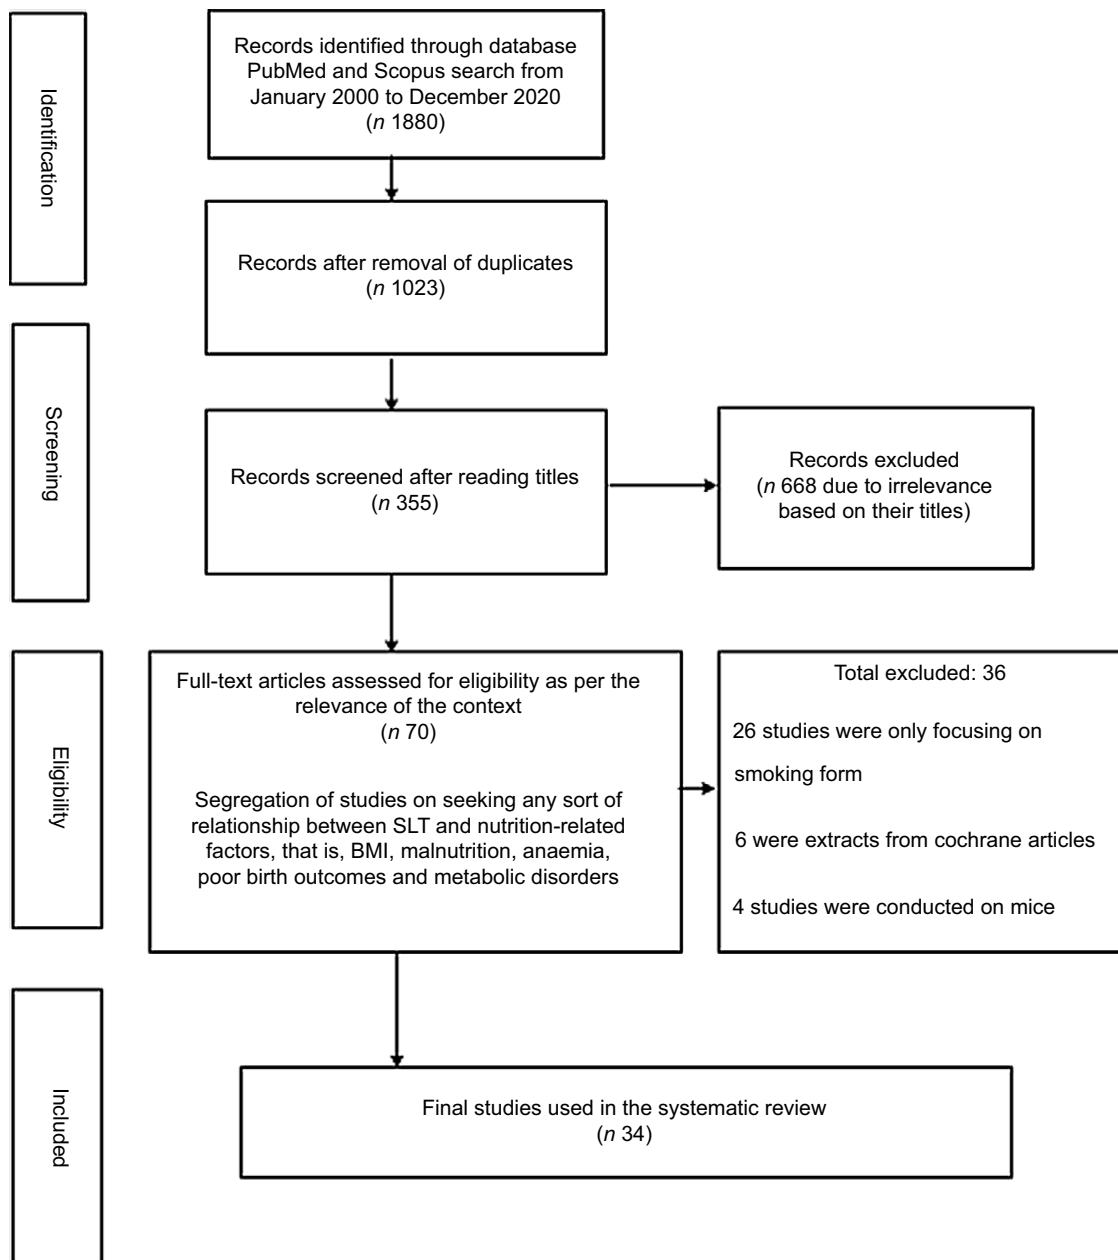 Identification
Records identified through database
PubMed and Scopus search from
January 2000 to December 2020
(n 1880)
Records after removal of duplicates
(n 1023)
Screening
Records screened after reading titles
(n 355)
Records excluded
(n 668 due to irrelevance
based on their titles)
Eligibility
Full-text articles assessed for eligibility as per the
relevance of the context
(n 70)
Segregation of studies on seeking any sort of
relationship between SLT and nutrition-related
factors, that is, BMI, malnutrition, anaemia,
poor birth outcomes and metabolic disorders
Total excluded: 36
26 studies were only focusing on
smoking form
6 were extracts from cochrane articles
4 studies were conducted on mice
Included
Final studies used in the systematic review
(n 34)